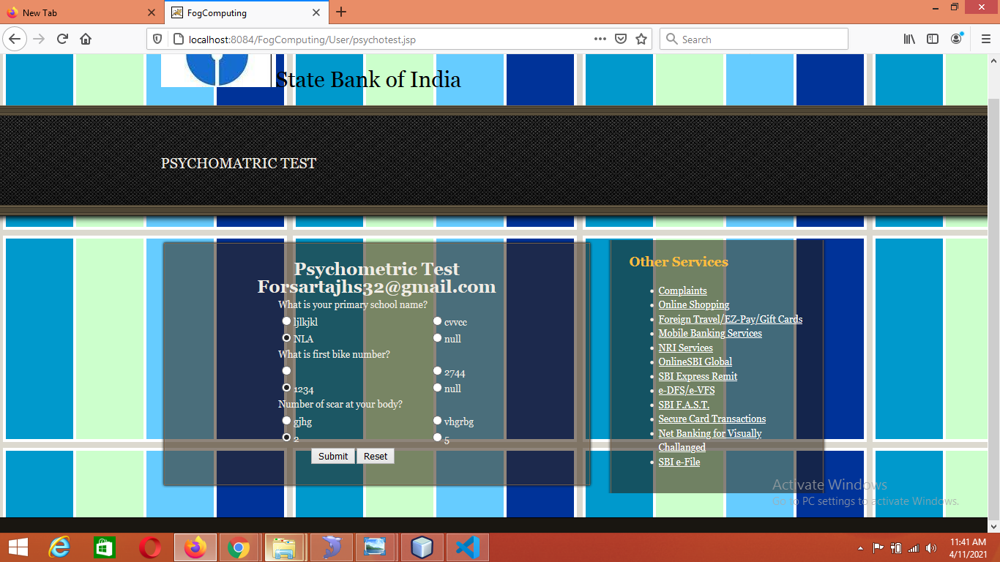 New Tab
FogComputing
localhost:8084/FogComputing/User/psychotest.jsp
Search
State Bank of India
PSYCHOMATRIC TEST
Psychometric Test
Forsartajhs32@gmail.com
What is your primary school name?
ljlkjkl cvvcc
NLA null
What is first bike number?
2744
1234 null
Number of scar at your body?
gjhg vhgrbg
2 5
Submit Reset
Other Services
Complaints
Online Shopping
Foreign Travel/EZ-Pay/Gift Cards
Mobile Banking Services
NRI Services
OnlineSBI Global
SBI Express Remit
e-DFS/e-VFS
SBI F.A.S.T.
Secure Card Transactions
Net Banking for Visually
Challanged
SBI e-File
Activate Windows
Go to PC settings to activate Windows.
11:41 AM
4/11/2021